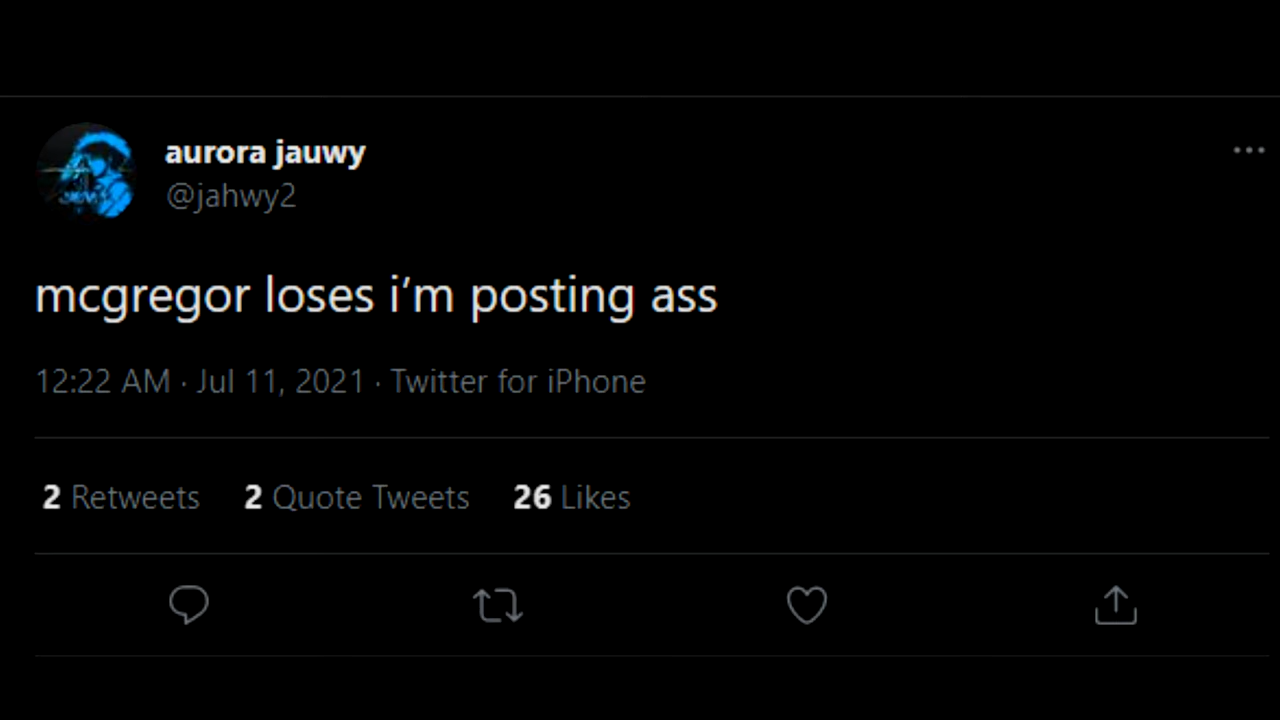 aurora jauwy
@jahwy2
mcgregor loses i’m posting ass
12:22 AM · Jul 11, 2021 · Twitter for iPhone
2 Retweets 2 Quote Tweets 26 Likes